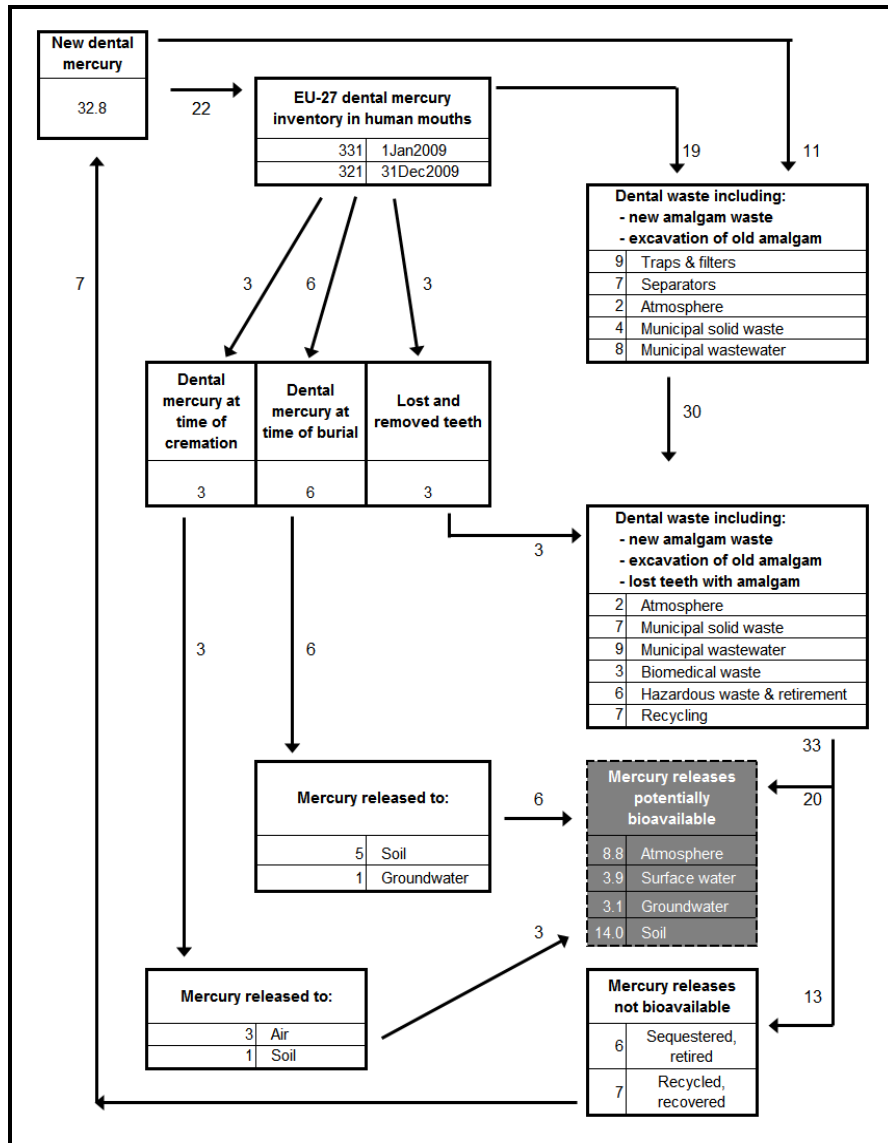 New dental
mercury
32.8
22
EU-27 dental mercury
inventory in human mouths
331 1Jan2009
321 31Dec2009
19
11
Dental waste including:
- new amalgam waste
- excavation of old amalgam
9 Traps & filters
7 Separators
2 Atmosphere
4 Municipal solid waste
8 Municipal wastewater
7
3
6
3
Dental
mercury at
time of
cremation
3
Dental
mercury at
time of burial
6
Lost and
removed teeth
3
30
3
Dental waste including:
- new amalgam waste
- excavation of old amalgam
- lost teeth with amalgam
2 Atmosphere
7 Municipal solid waste
9 Municipal wastewater
3 Biomedical waste
6 Hazardous waste & retirement
7 Recycling
3
6
33
20
Mercury released to:
5 Soil
1 Groundwater
6
Mercury releases
potentially
bioavailable
8.8 Atmosphere
3.9 Surface water
3.1 Groundwater
14.0 Soil
3
13
Mercury released to:
3 Air
1 Soil
Mercury releases
not bioavailable
6 Sequestered,
retired
7 Recycled,
recovered